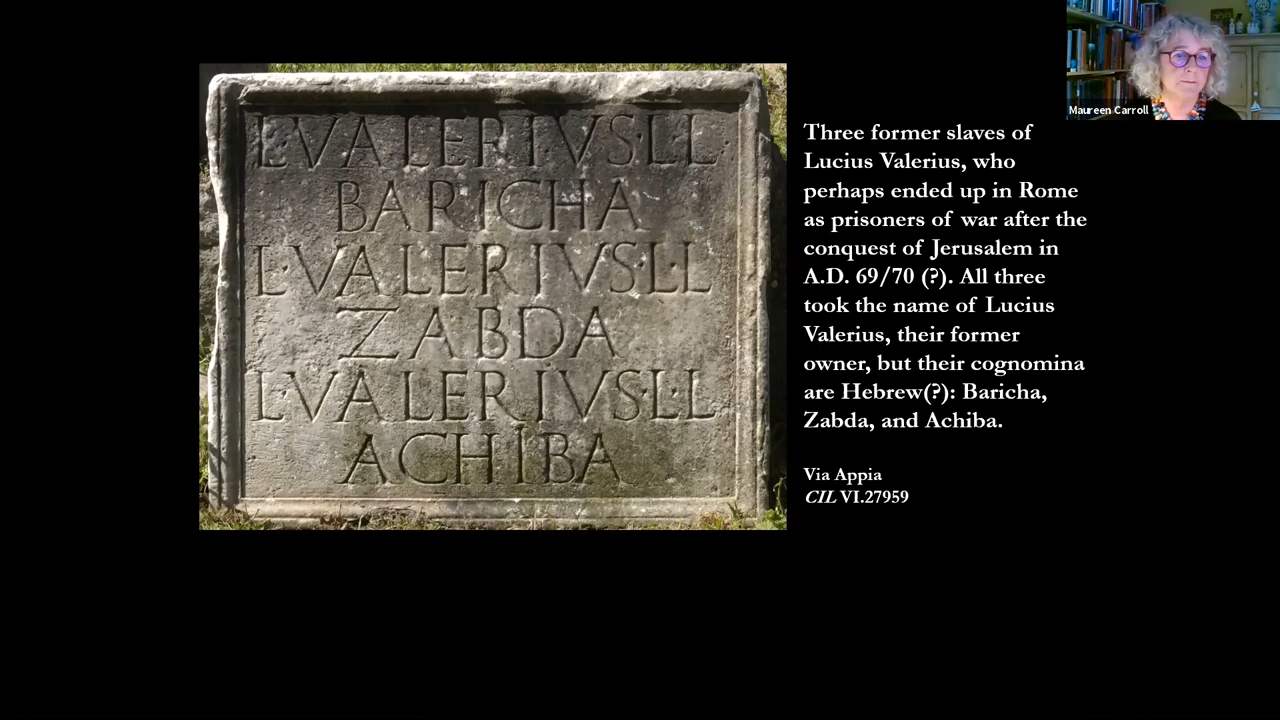 L·VALERIVS·L·L·
BARICHA
L·VALERIVS·L·L
ZABDA
L·VALERIVS·L·L
ACHIBA
Maureen Carroll
Three former slaves of
Lucius Valerius, who
perhaps ended up in Rome
as prisoners of war after the
conquest of Jerusalem in
A.D. 69/70 (?). All three
took the name of Lucius
Valerius, their former
owner, but their cognomina
are Hebrew(?): Baricha,
Zabda, and Achiba.
Via Appia
CIL VI.27959